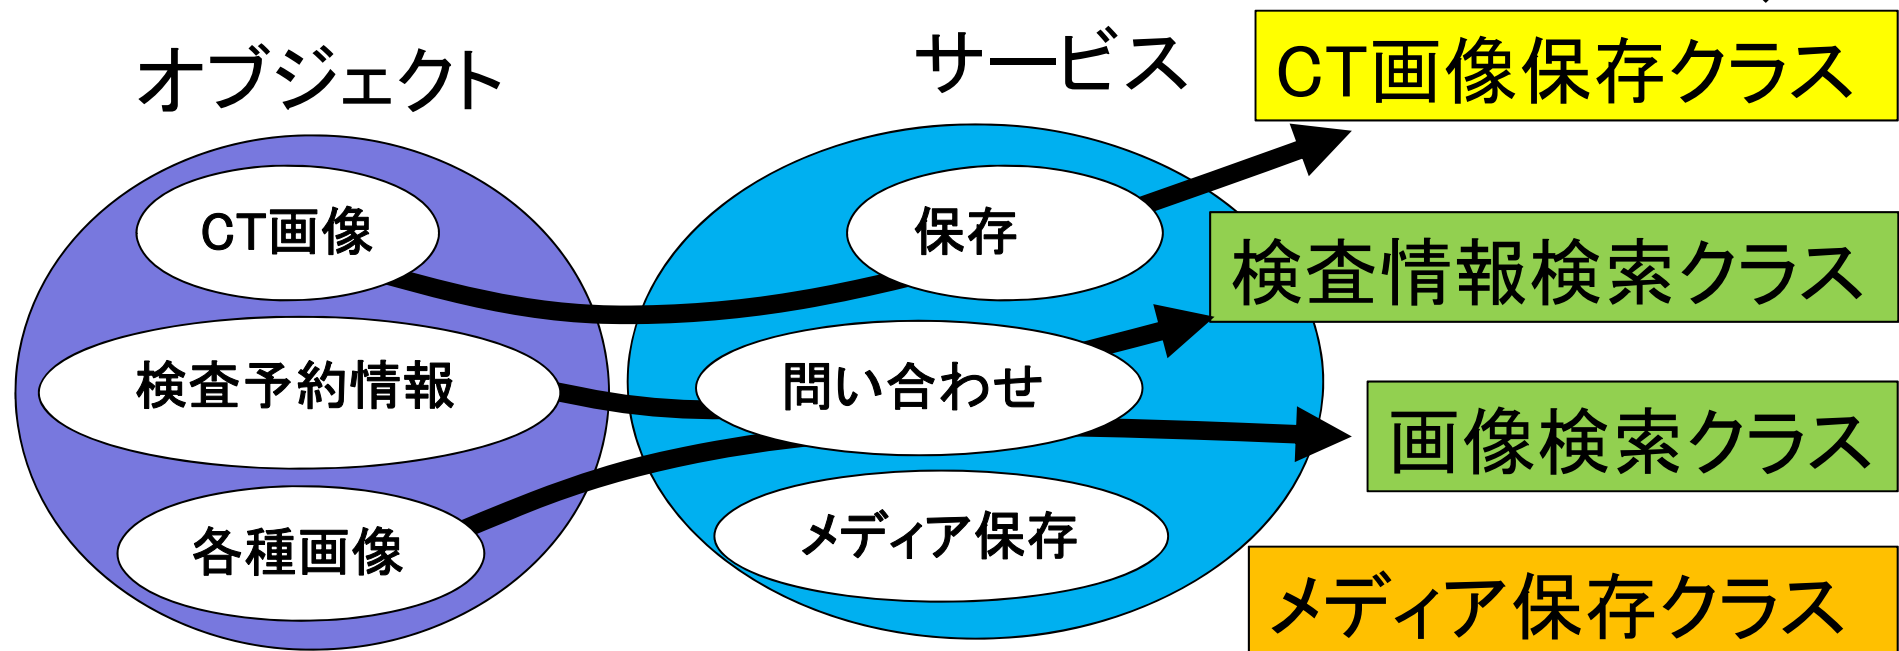 オブジェクト
サービス
CT画像保存クラス
CT画像
保存
検査情報検索クラス
検査予約情報
問い合わせ
画像検索クラス
各種画像
メディア保存
メディア保存クラス